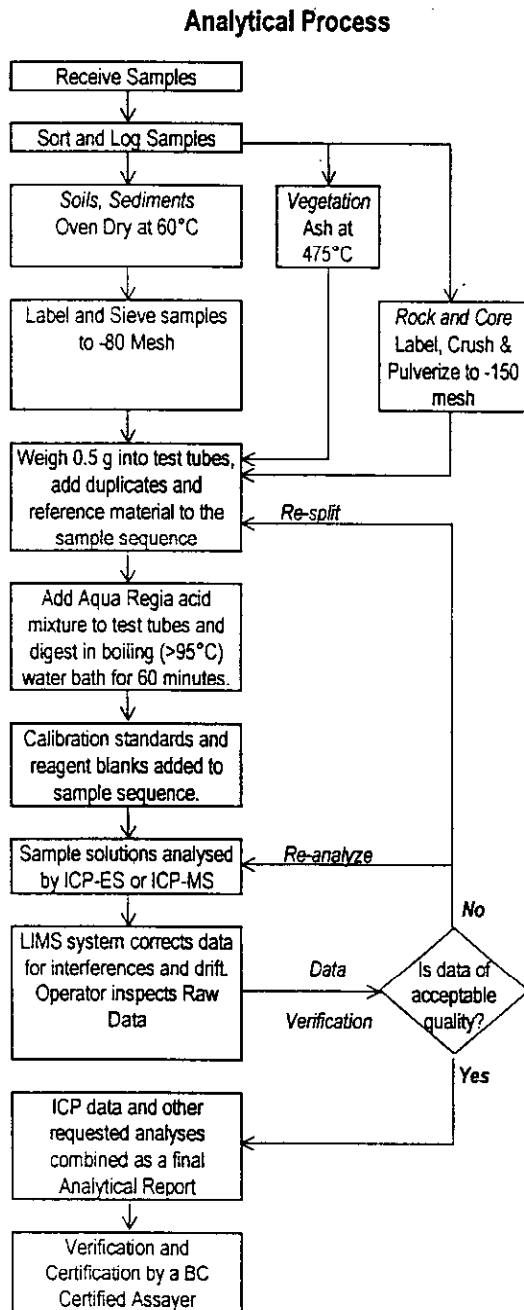 Analytical Process
Receive Samples
Sort and Log Samples
Soils, Sediments
Oven Dry at 60°C
Vegetation
Ash at
475°C
Label and Sieve samples
to -80 Mesh
Rock and Core
Label, Crush &
Pulverize to -150
mesh
Weigh 0.5 g into test tubes,
add duplicates and
reference material to the
sample sequence
Re-split
Add Aqua Regia acid
mixture to test tubes and
digest in boiling (>95°C)
water bath for 60 minutes.
Calibration standards and
reagent blanks added to
sample sequence.
Sample solutions analysed
by ICP-ES or ICP-MS
Re-analyze
No
LIMS system corrects data
for interferences and drift.
Operator inspects Raw
Data
Data
Verification
Is data of
acceptable
quality?
Yes
ICP data and other
requested analyses
combined as a final
Analytical Report
Verification and
Certification by a BC
Certified Assayer